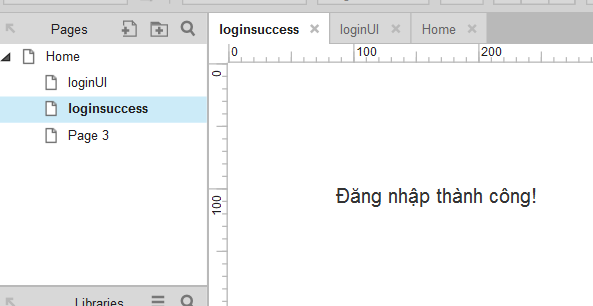 Pages
Home
loginUI
loginsuccess
Page 3
Libraries
loginsuccess
loginUI
Home
0
100
200
0
100
Đăng nhập thành công!